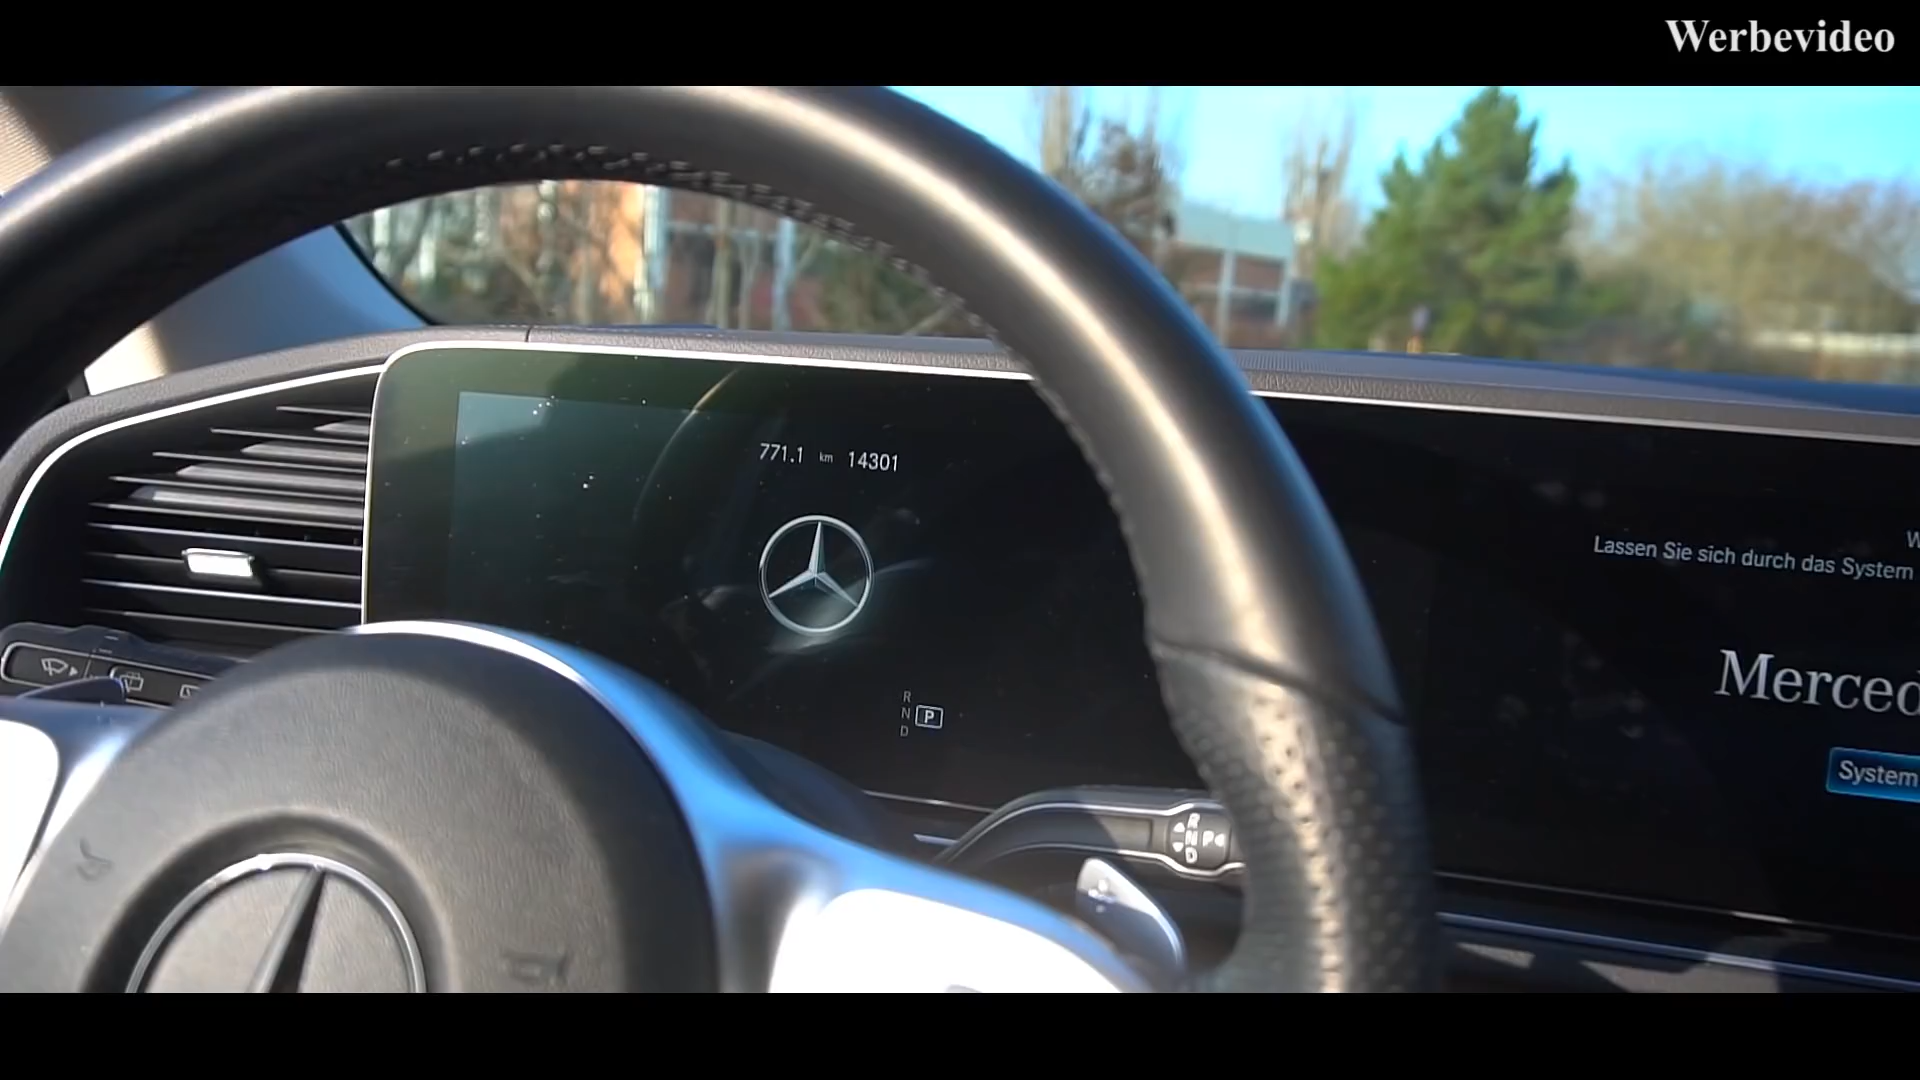 Werbevideo
771.1 km 14301
Lassen Sie sich durch das System
Merced
System
R
N P
D
R
N P
D